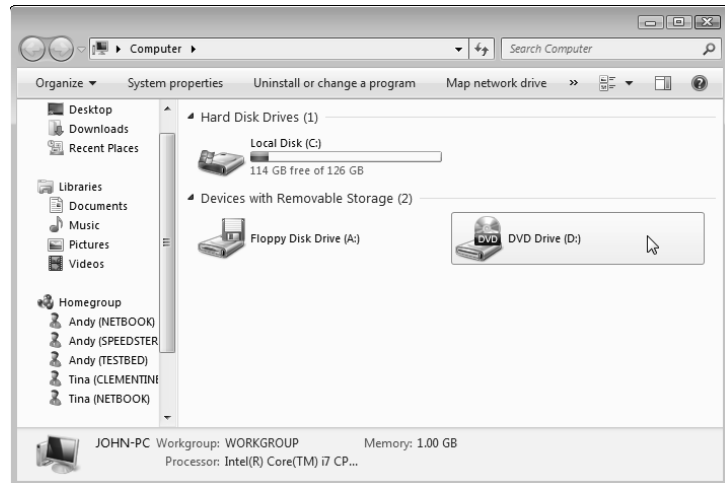 Computer
Search Computer
Organize
System properties
Uninstall or change a program
Map network drive
»
Desktop
Downloads
Recent Places
Libraries
Documents
Music
Pictures
Videos
Homegroup
Andy (NETBOOK)
Andy (SPEEDSTER
Andy (TESTBED)
Tina (CLEMENTINE
Tina (NETBOOK)
Hard Disk Drives (1)
Local Disk (C:)
114 GB free of 126 GB
Devices with Removable Storage (2)
Floppy Disk Drive (A:)
DVD
DVD Drive (D:)
JOHN-PC Workgroup: WORKGROUP Memory: 1.00 GB
Processor: Intel(R) Core(TM) i7 CP...